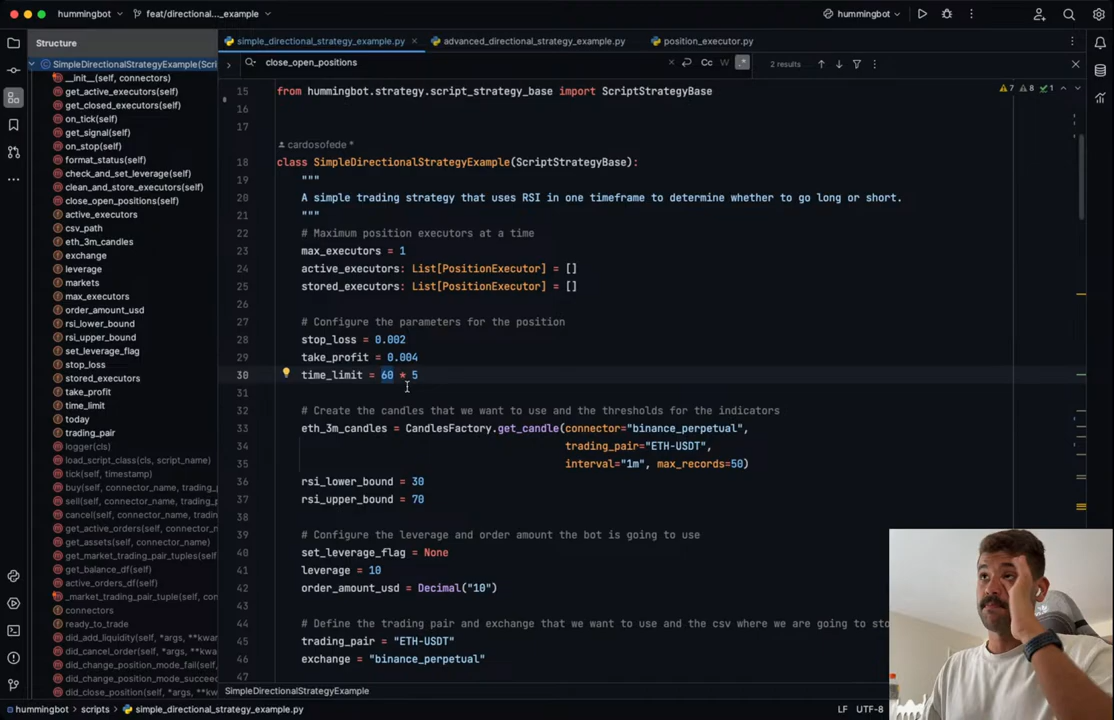 hummingbot
feat/directional..._example
hummingbot
Structure
simple_directional_strategy_example.py
advanced_directional_strategy_example.py
position_executor.py
close_open_positions
Cc
W
.*
2 results
SimpleDirectionalStrategyExample(Scri
__init__(self, connectors)
get_active_executors(self)
get_closed_executors(self)
on_tick(self)
get_signal(self)
on_stop(self)
format_status(self)
check_and_set_leverage(self)
clean_and_store_executors(self)
close_open_positions(self)
active_executors
csv_path
eth_3m_candles
exchange
leverage
markets
max_executors
order_amount_usd
rsi_lower_bound
rsi_upper_bound
set_leverage_flag
stop_loss
stored_executors
take_profit
time_limit
today
trading_pair
logger(cls)
load_script_class(cls, script_name)
tick(self, timestamp)
buy(self, connector_name, trading_p
sell(self, connector_name, trading_p
cancel(self, connector_name, trading
get_active_orders(self, connector_n
get_assets(self, connector_name)
get_market_trading_pair_tuples(self
get_balance_df(self)
active_orders_df(self)
_market_trading_pair_tuple(self, con
connectors
ready_to_trade
did_add_liquidity(self, *args, **kwar
did_cancel_order(self, *args, **kwa
did_change_position_mode_fail(self
did_change_position_mode_succeed
did_close_position(self, *args, **kw
15 from hummingbot.strategy.script_strategy_base import ScriptStrategyBase
16
17
cardosofede *
18 class SimpleDirectionalStrategyExample(ScriptStrategyBase):
19 """
20 A simple trading strategy that uses RSI in one timeframe to determine whether to go long or short.
21 """
22 # Maximum position executors at a time
23 max_executors = 1
24 active_executors: List[PositionExecutor] = []
25 stored_executors: List[PositionExecutor] = []
26
27 # Configure the parameters for the position
28 stop_loss = 0.002
29 take_profit = 0.004
30 time_limit = 60 * 5
31
32 # Create the candles that we want to use and the thresholds for the indicators
33 eth_3m_candles = CandlesFactory.get_candle(connector="binance_perpetual",
34 trading_pair="ETH-USDT",
35 interval="1m", max_records=50)
36 rsi_lower_bound = 30
37 rsi_upper_bound = 70
38
39 # Configure the leverage and order amount the bot is going to use
40 set_leverage_flag = None
41 leverage = 10
42 order_amount_usd = Decimal("10")
43
44 # Define the trading pair and exchange that we want to use and the csv where we are going to sto
45 trading_pair = "ETH-USDT"
46 exchange = "binance_perpetual"
47
7 8 1
SimpleDirectionalStrategyExample
hummingbot > scripts > simple_directional_strategy_example.py
LF UTF-8